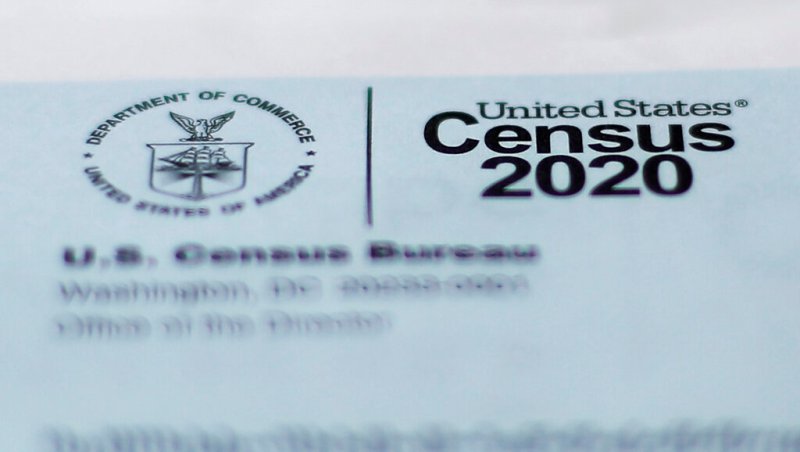 DEPARTMENT OF COMMERCE
★ UNITED STATES OF AMERICA ★
United States®
Census
2020
U.S. Census Bureau
Washington, DC
Office of the Director